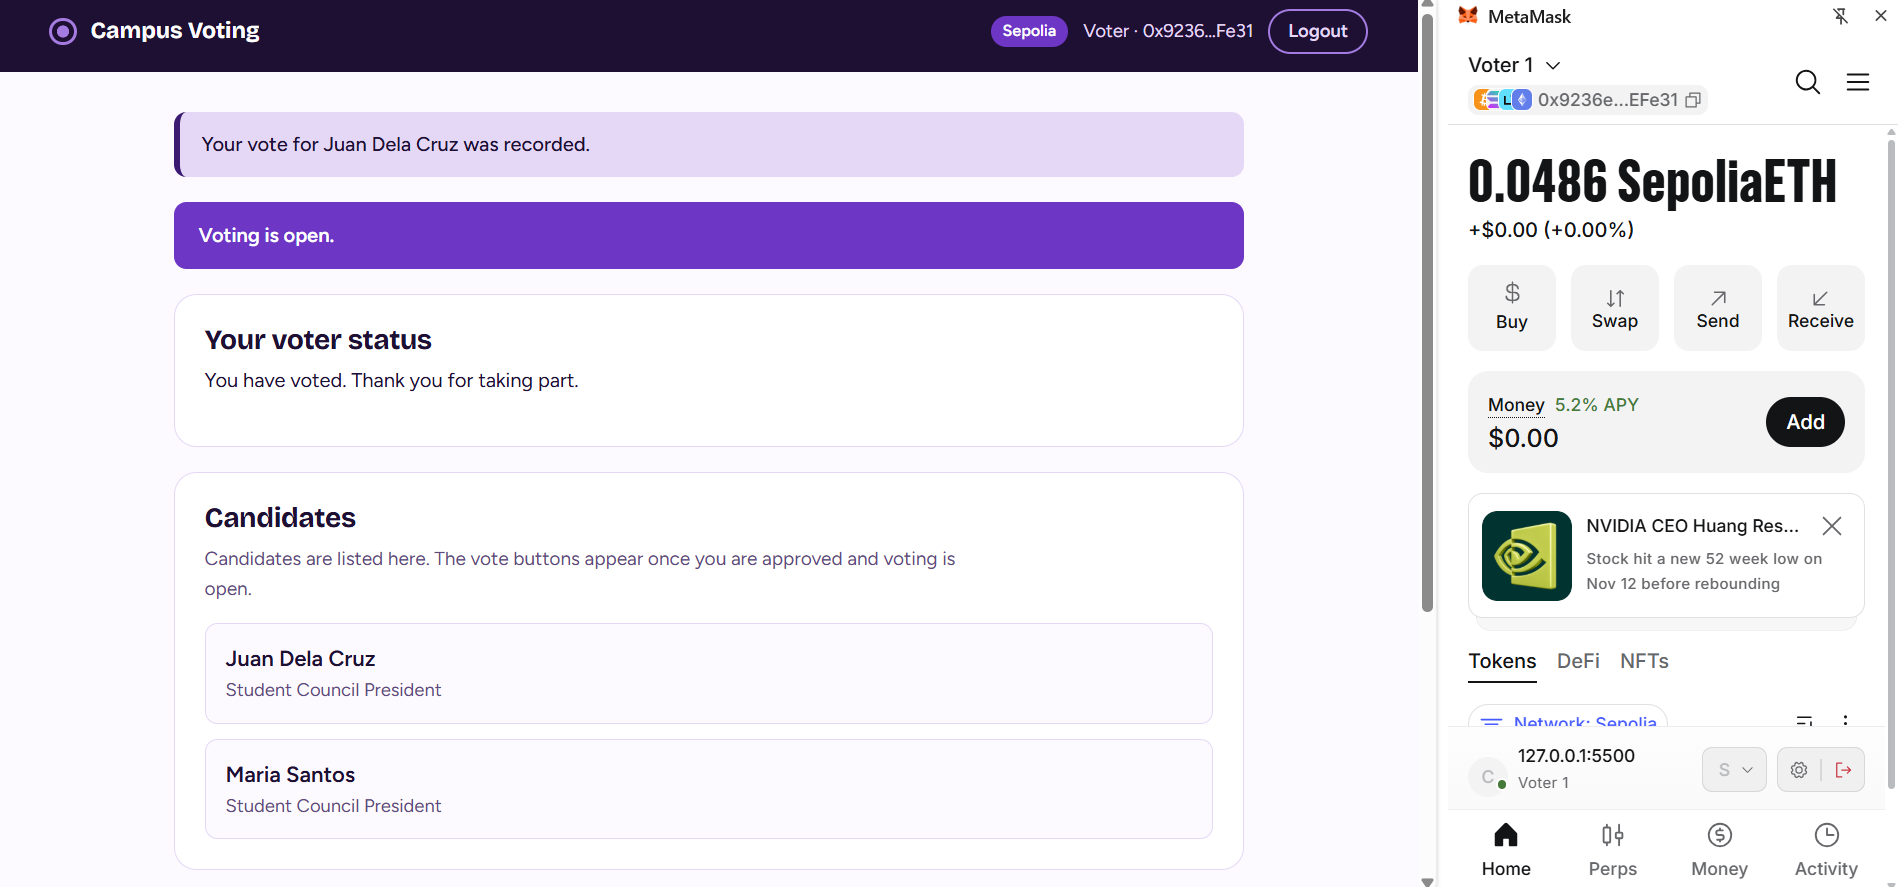 Campus Voting
Sepolia
Voter · 0x9236...Fe31
Logout
Your vote for Juan Dela Cruz was recorded.
Voting is open.
Your voter status
You have voted. Thank you for taking part.
Candidates
Candidates are listed here. The vote buttons appear once you are approved and voting is
open.
Juan Dela Cruz
Student Council President
Maria Santos
Student Council President
MetaMask
Voter 1
L
0x9236e...EFe31
0.0486 SepoliaETH
+$0.00 (+0.00%)
Buy
Swap
Send
Receive
Money 5.2% APY
$0.00
Add
NVIDIA CEO Huang Res...
Stock hit a new 52 week low on
Nov 12 before rebounding
Tokens
DeFi
NFTs
Network: Sepolia
C
127.0.0.1:5500
Voter 1
S
Home
Perps
Money
Activity